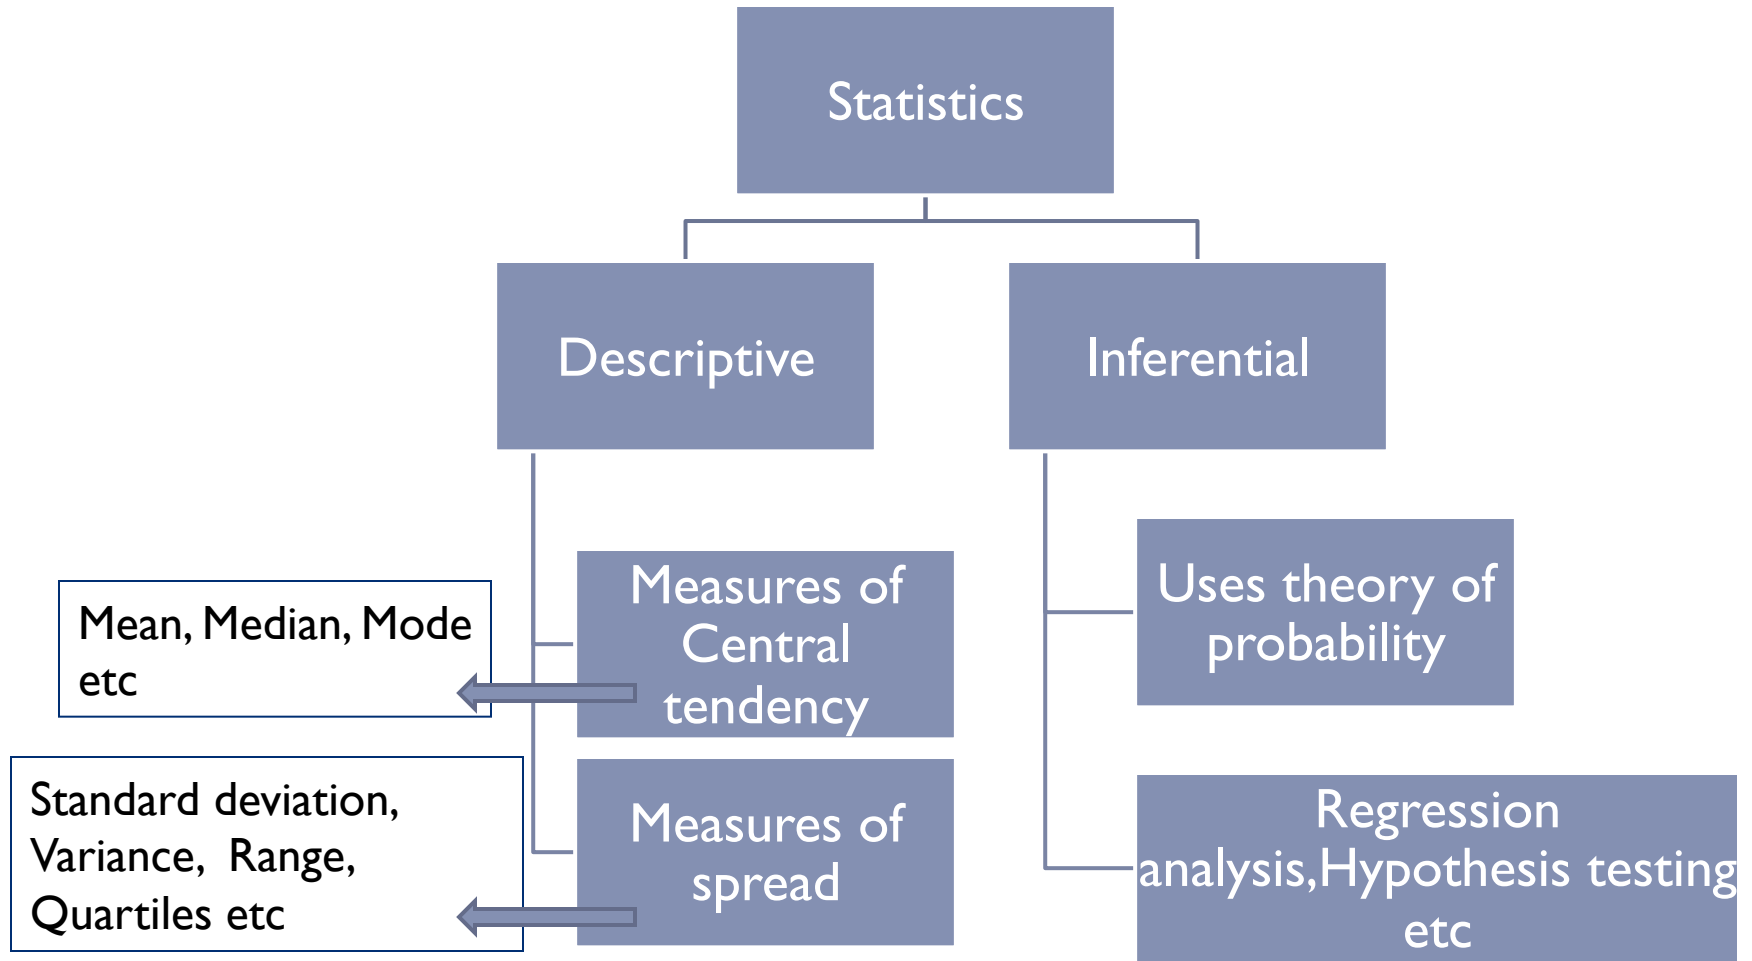 Statistics
Descriptive
Inferential
Mean, Median, Mode
etc
Measures of
Central
tendency
Uses theory of
probability
Standard deviation,
Variance, Range,
Quartiles etc
Measures of
spread
Regression
analysis,Hypothesis testing
etc